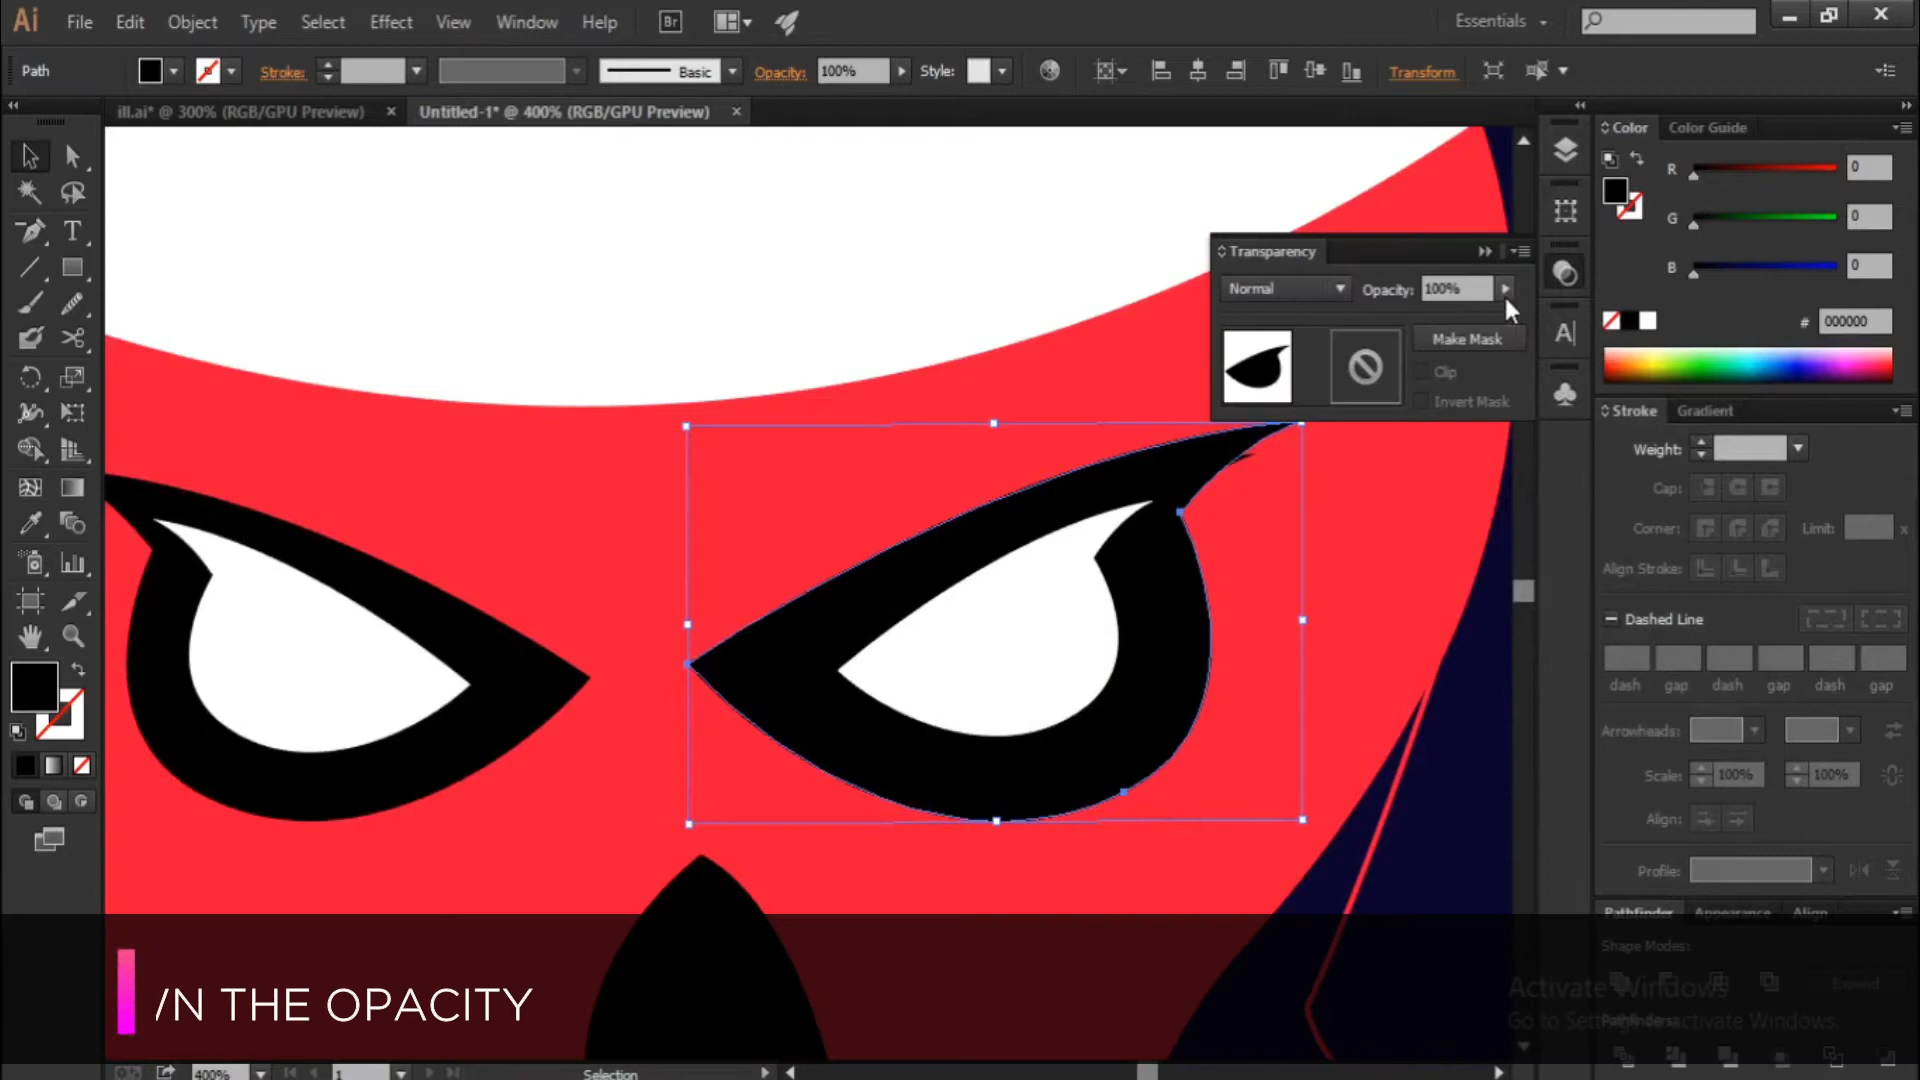 Ai File Edit Object Type Select Effect View Window Help Br Essentials
Path Stroke: Basic Opacity: 100% Style: Transform
ill.ai* @ 300% (RGB/GPU Preview) × Untitled-1* @ 400% (RGB/GPU Preview) ×
Color Color Guide
R 0
G 0
B 0
# 000000
Transparency
Normal Opacity: 100%
Make Mask
Clip
Invert Mask
Stroke Gradient
Weight:
Cap:
Corner: Limit: x
Align Stroke:
Dashed Line
dash gap dash gap dash gap
Arrowheads:
Scale: 100% 100%
Align:
Profile:
Pathfinder Appearance Align
Shape Modes:
Expand
Pathfinders:
Activate Windows
Go to Settings to activate Windows.
/N THE OPACITY
400% 1 Selection